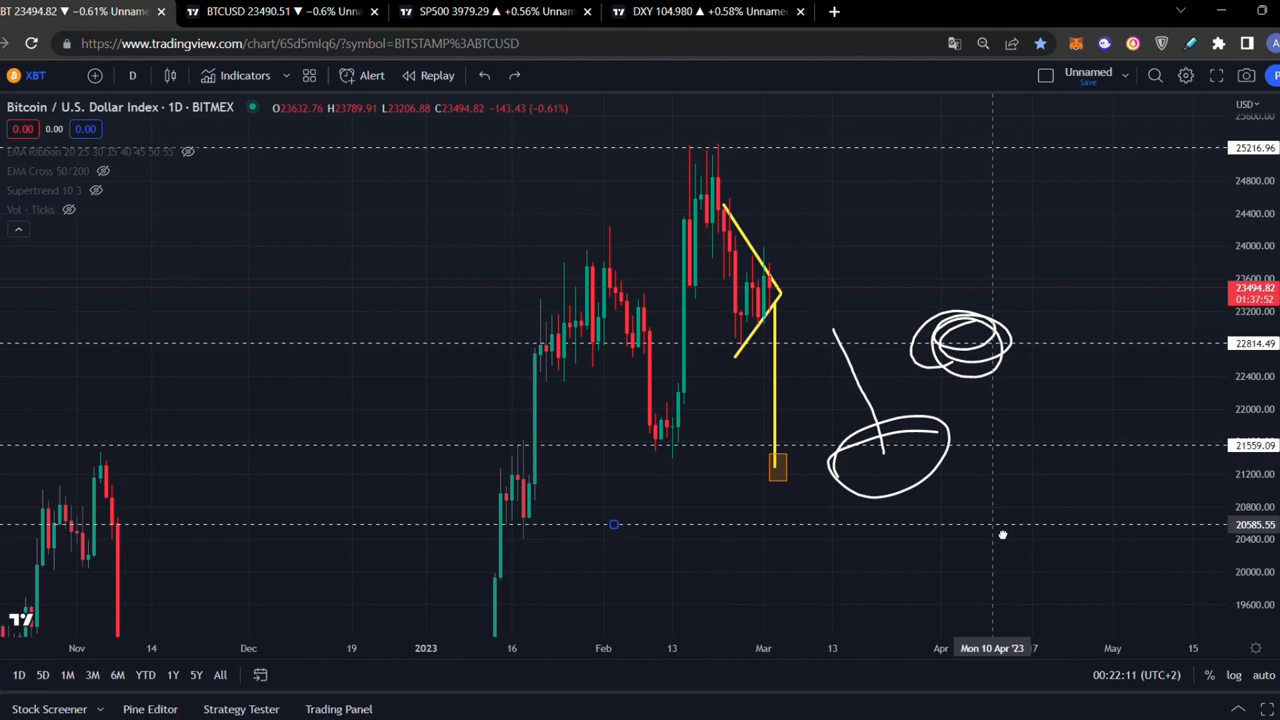 BT 23494.82 ▼ −0.61% Unname
BTCUSD 23490.51 ▼ −0.6% Unna
SP500 3979.29 ▲ +0.56% Unna
DXY 104.980 ▲ +0.58% Unname
https://www.tradingview.com/chart/6Sd5mIq6/?symbol=BITSTAMP%3ABTCUSD
XBT D Indicators Alert Replay Unnamed
Save
Bitcoin / U.S. Dollar Index · 1D · BITMEX O23632.76 H23789.91 L23206.88 C23494.82 −143.43 (−0.61%) USD
0.00 0.00 0.00
EMA Ribbon 20 25 30 35 40 45 50 55
EMA Cross 50/200
Supertrend 10 3
Vol · Ticks
25600.00
25216.96
24800.00
24400.00
24000.00
23600.00
23494.82
01:37:52
23200.00
22814.49
22400.00
22000.00
21559.09
21200.00
20800.00
20585.55
20400.00
20000.00
19600.00
Nov 14 Dec 19 2023 16 Feb 13 Mar 13 Apr Mon 10 Apr '23 7 May 15
1D 5D 1M 3M 6M YTD 1Y 5Y All 00:22:11 (UTC+2) % log auto
Stock Screener Pine Editor Strategy Tester Trading Panel